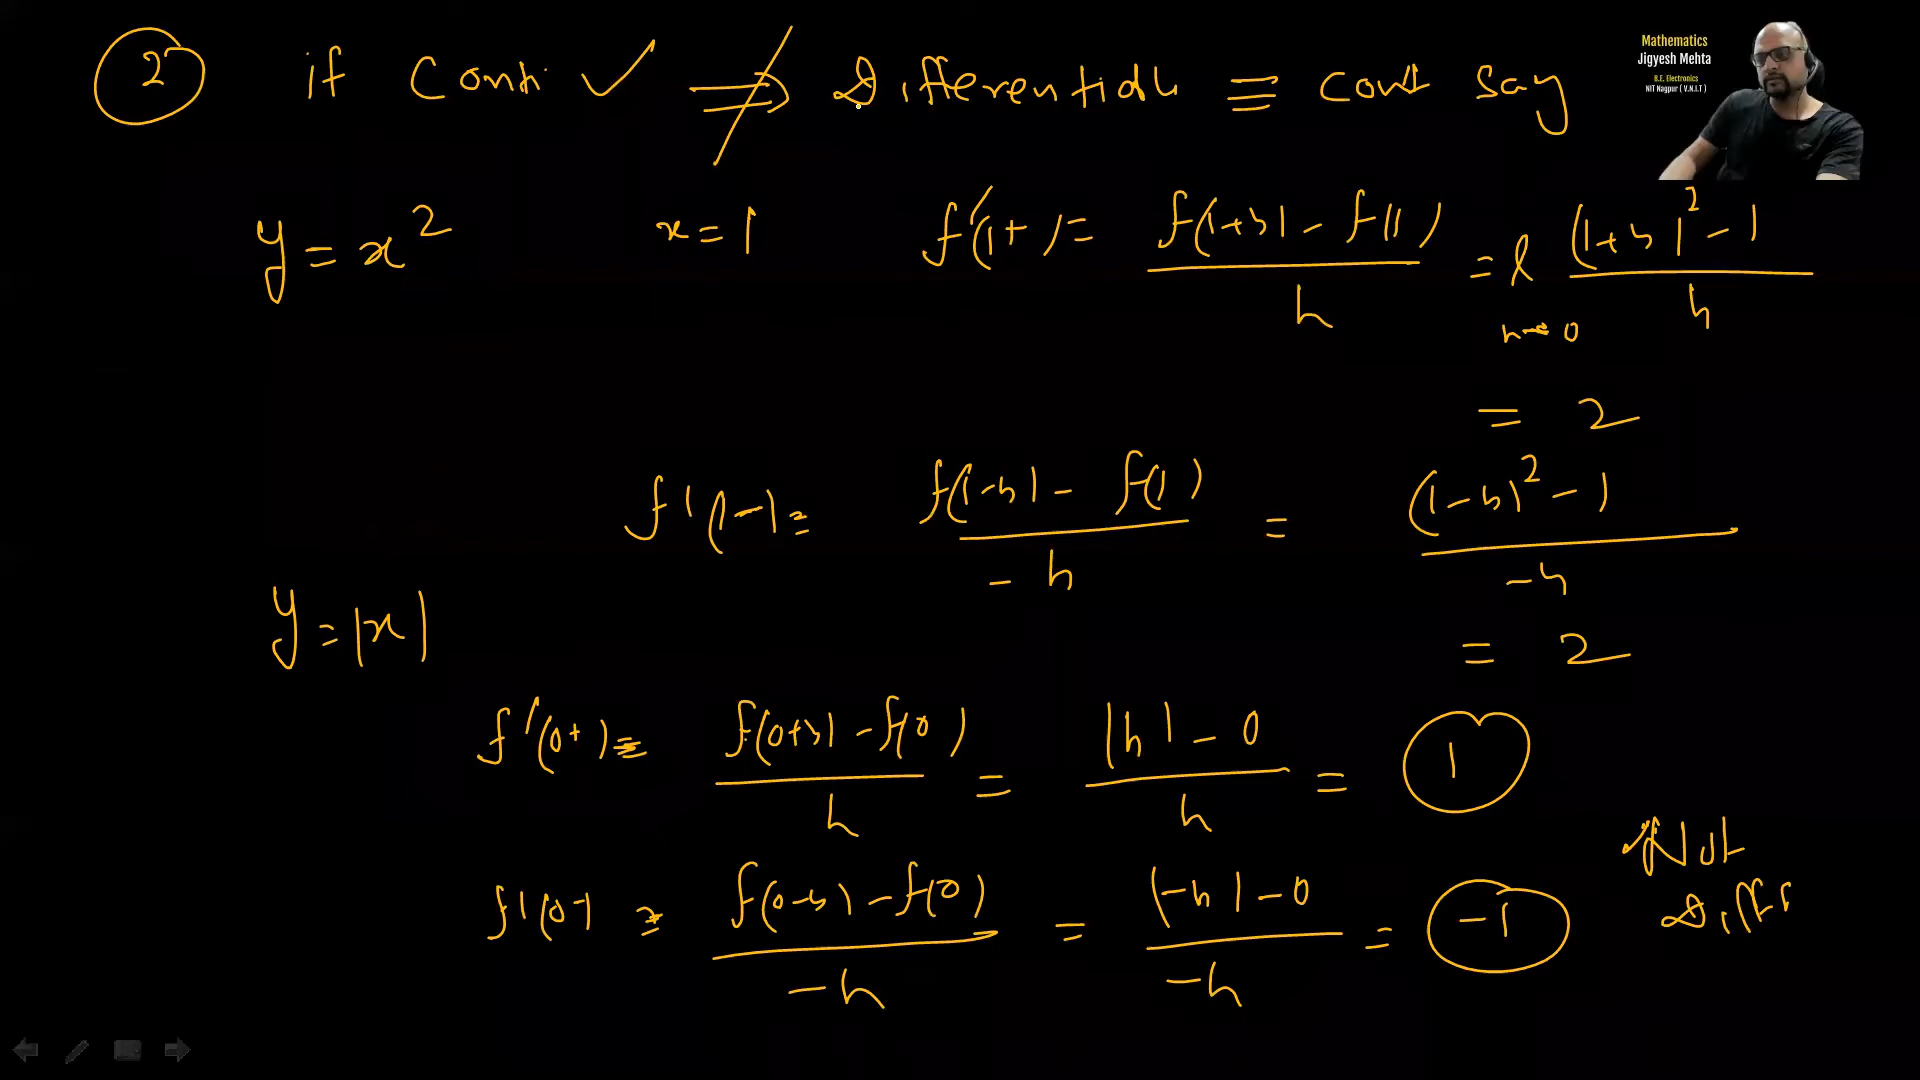 Mathematics
Jigyesh Mehta
B.E. Electronics
NIT Nagpur ( V.N.I.T )
2 if Conti ✓ ⇏ Differentiable ≡ cont say
y = x² x = 1 f'(1+) = f(1+h) - f(1) / h = l h→0 (1+h)² - 1 / h
= 2
f'(1-) = f(1-h) - f(1) / -h = (1-h)² - 1 / -h
= 2
y = |x|
f'(0+) = f(0+h) - f(0) / h = |h| - 0 / h = 1
f'(0-) = f(0-h) - f(0) / -h = |-h| - 0 / -h = -1
Not
Diff